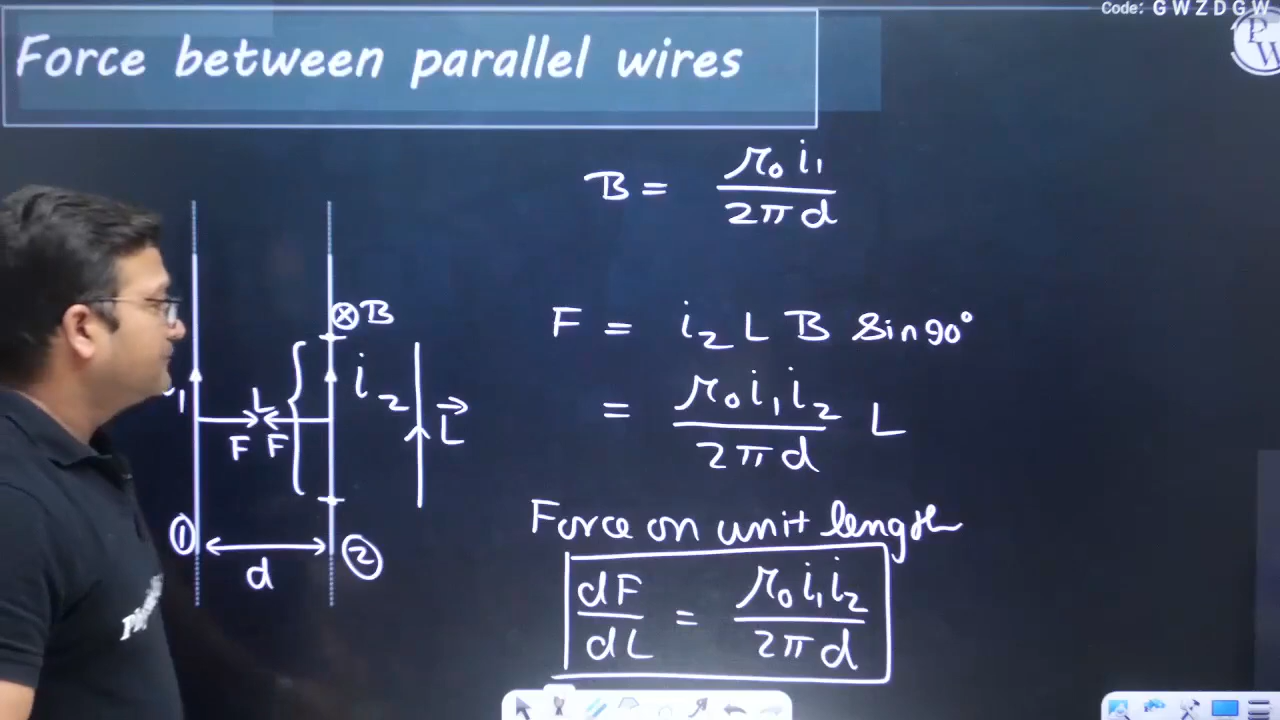 Code: G W Z D G W
P
W
Force between parallel wires
B = μ₀ i₁ / 2π d
⊗ B
F = i₂ L B Sin 90°
i₂
L
L
F F
= μ₀ i₁ i₂ / 2π d L
Force on unit length
① d ②
dF / dL = μ₀ i₁ i₂ / 2π d